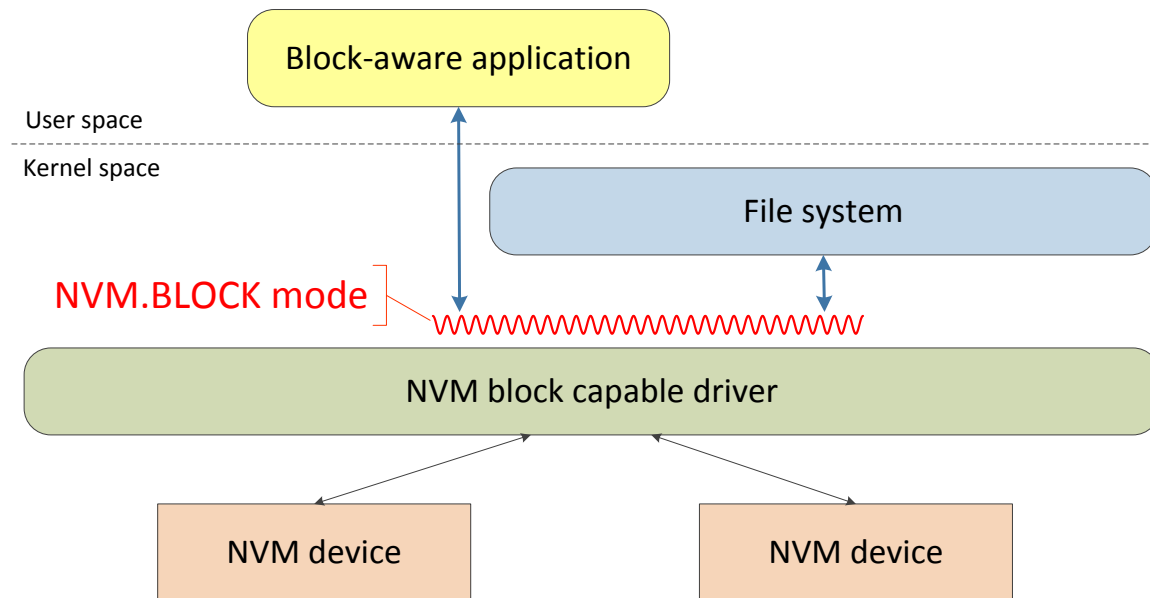 Block-aware application
User space
Kernel space
File system
NVM.BLOCK mode
NVM block capable driver
NVM device
NVM device